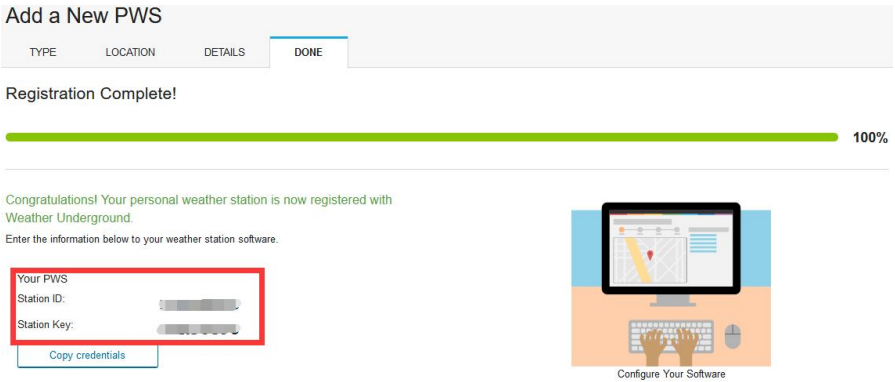 Add a New PWS
TYPE LOCATION DETAILS DONE
Registration Complete!
100%
Congratulations! Your personal weather station is now registered with
Weather Underground.
Enter the information below to your weather station software.
Your PWS
Station ID:
Station Key:
Copy credentials
Configure Your Software